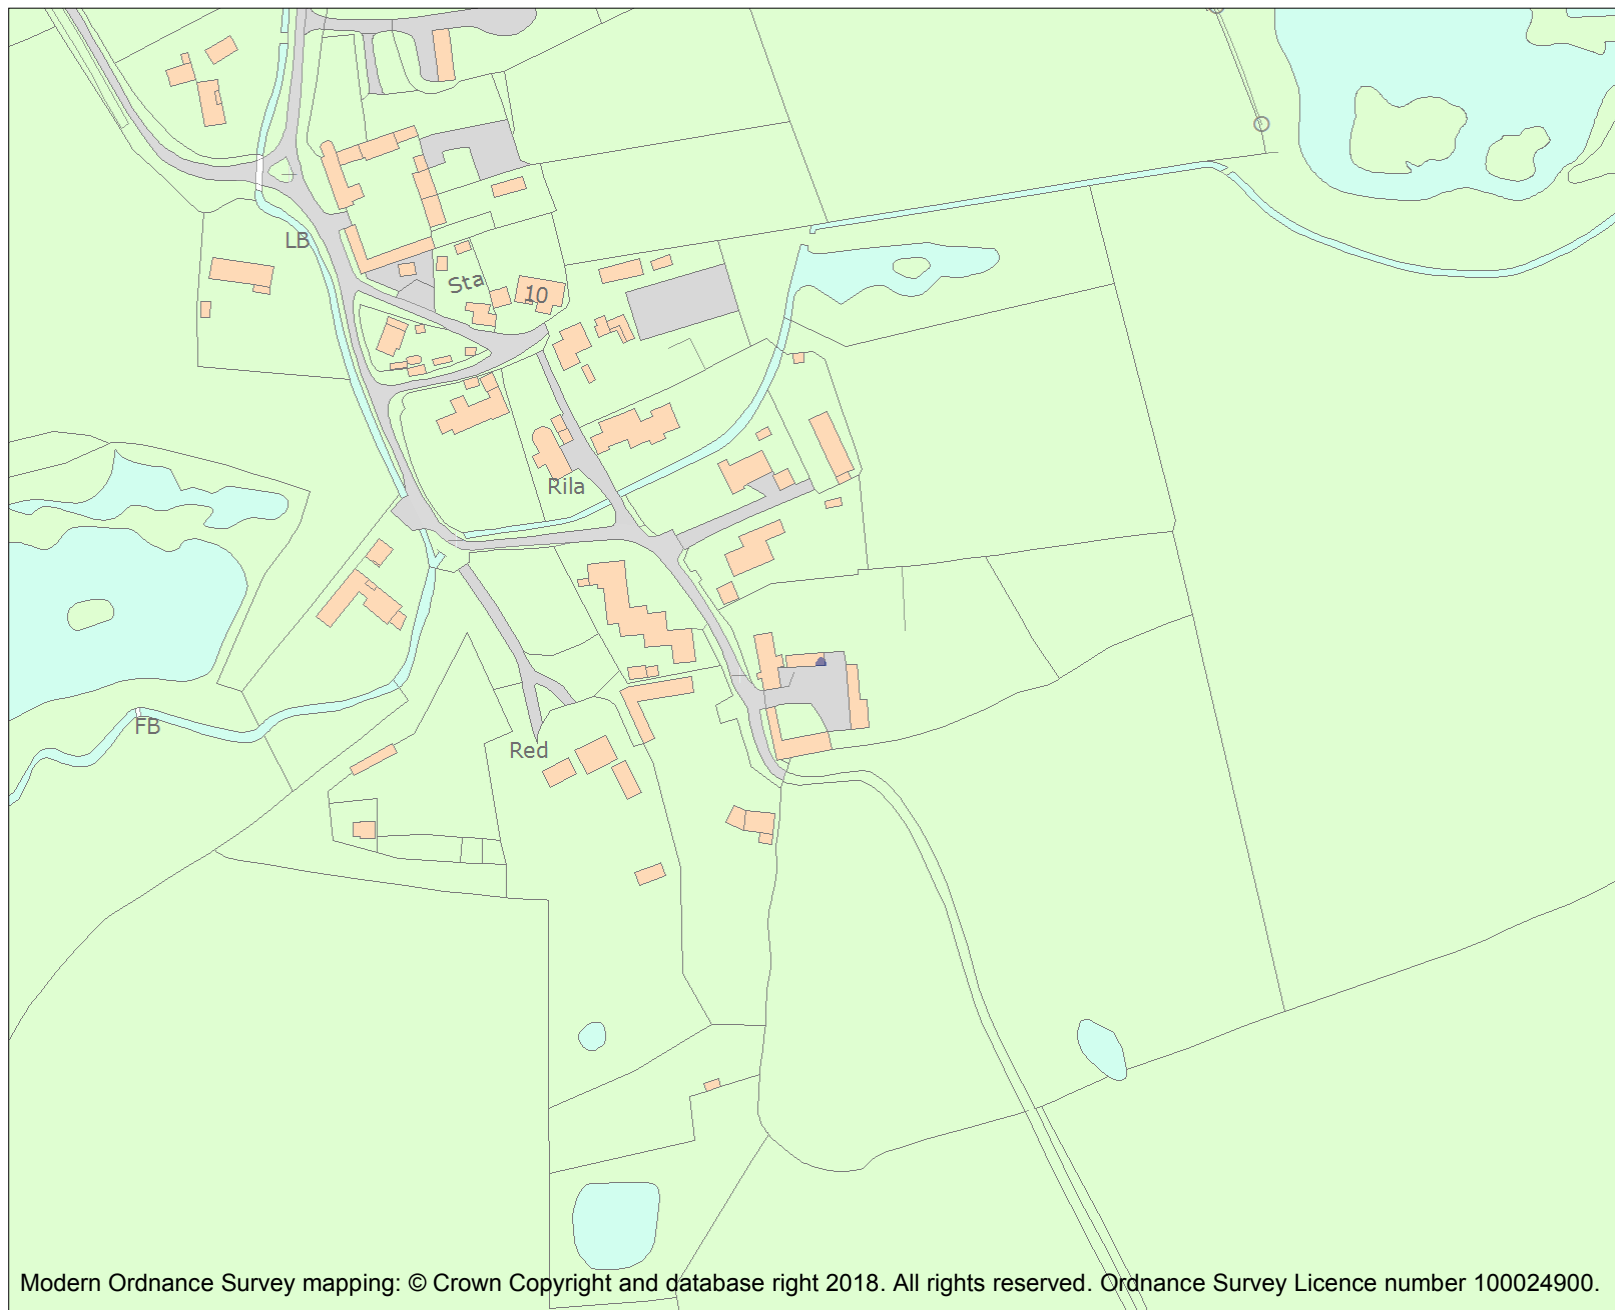 LB
Sta
10
Rila
FB
Red
Modern Ordnance Survey mapping: © Crown Copyright and database right 2018. All rights reserved. Ordnance Survey Licence number 100024900.